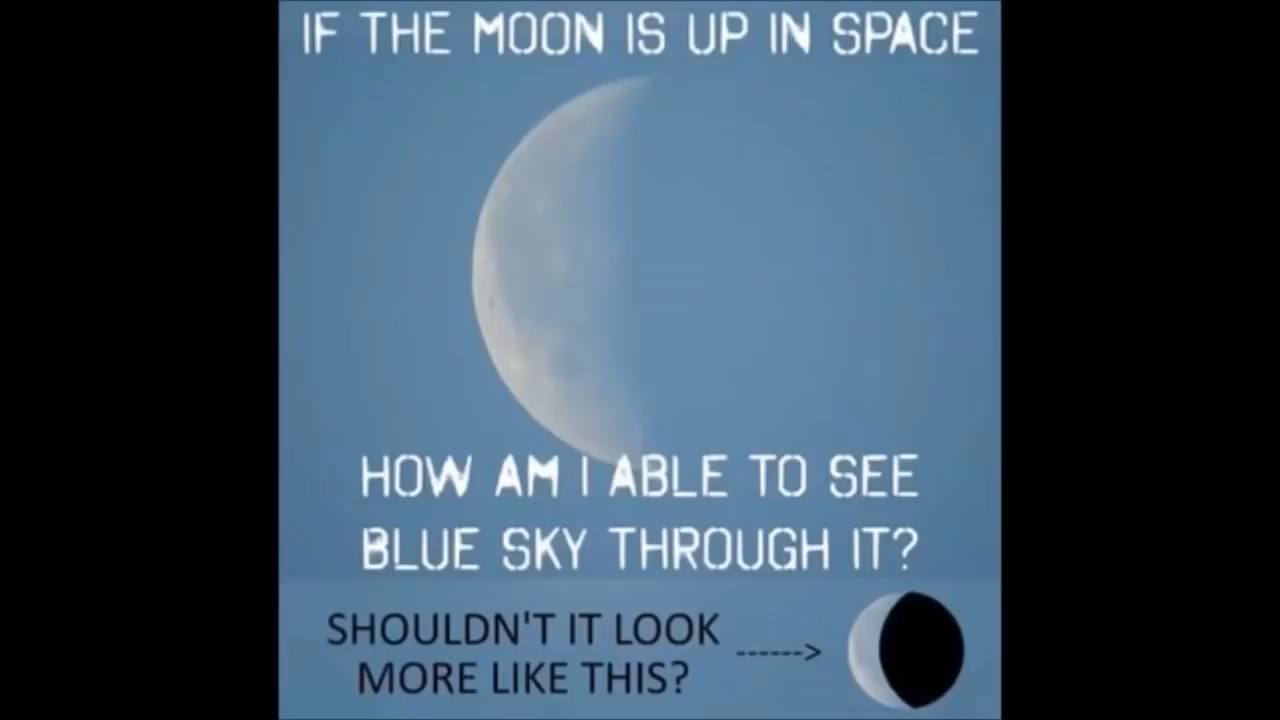 IF THE MOON IS UP IN SPACE
HOW AM I ABLE TO SEE
BLUE SKY THROUGH IT?
SHOULDN'T IT LOOK
MORE LIKE THIS?
------>